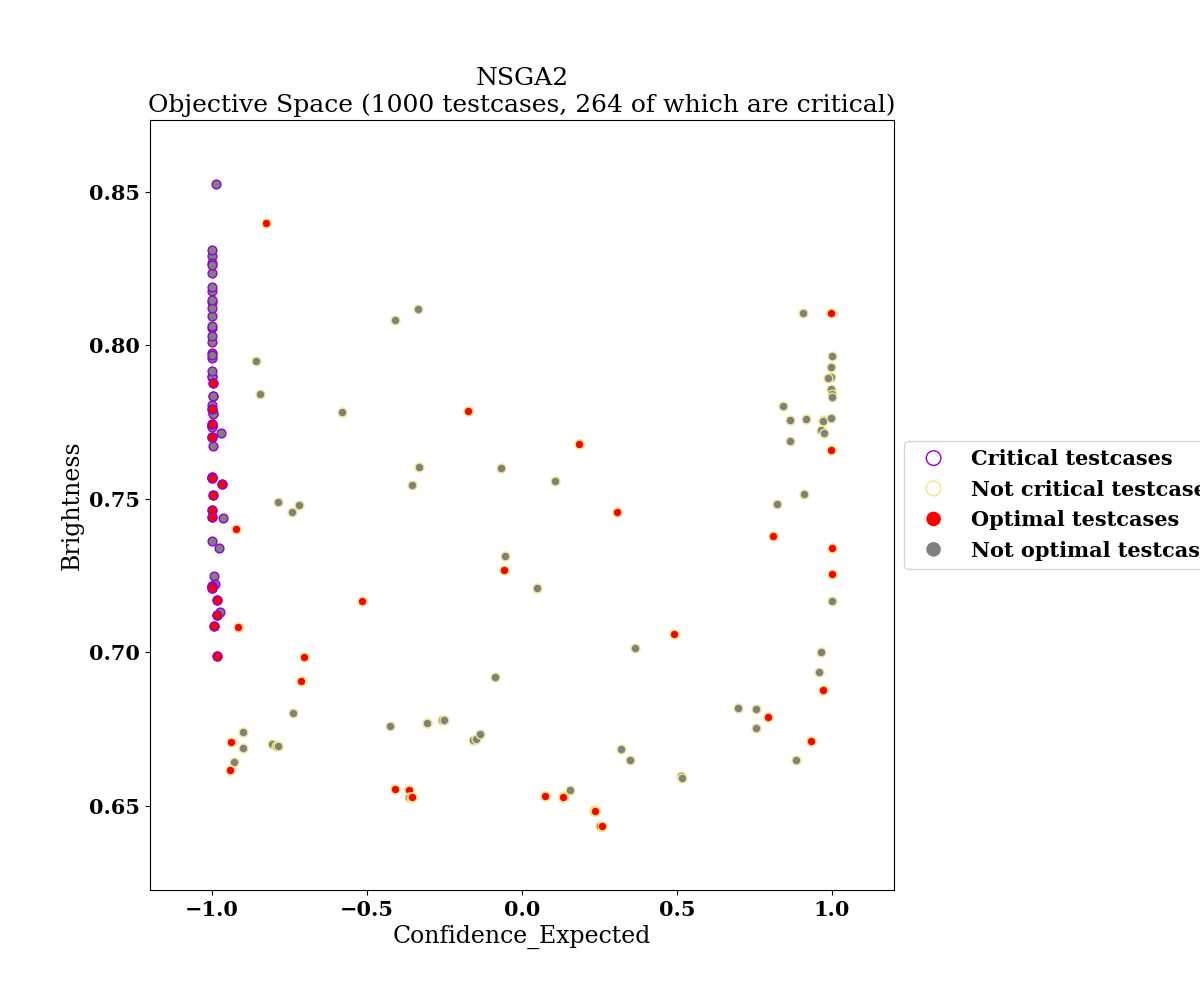 NSGA2
Objective Space (1000 testcases, 264 of which are critical)
0.85
0.80
0.75
0.70
0.65
Brightness
−1.0
−0.5
0.0
0.5
1.0
Confidence_Expected
Critical testcases
Not critical testcase
Optimal testcases
Not optimal testcas